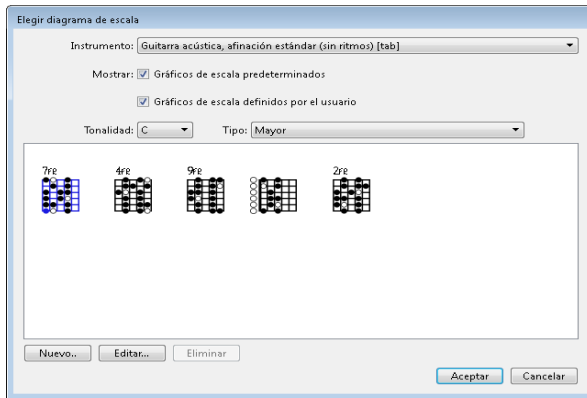 Elegir diagrama de escala
Instrumento: Guitarra acústica, afinación estándar (sin ritmos) [tab]
Mostrar: Gráficos de escala predeterminados
Gráficos de escala definidos por el usuario
Tonalidad: C Tipo: Mayor
7fr 4fr 9fr 2fr
Nuevo.. Editar... Eliminar
Aceptar Cancelar